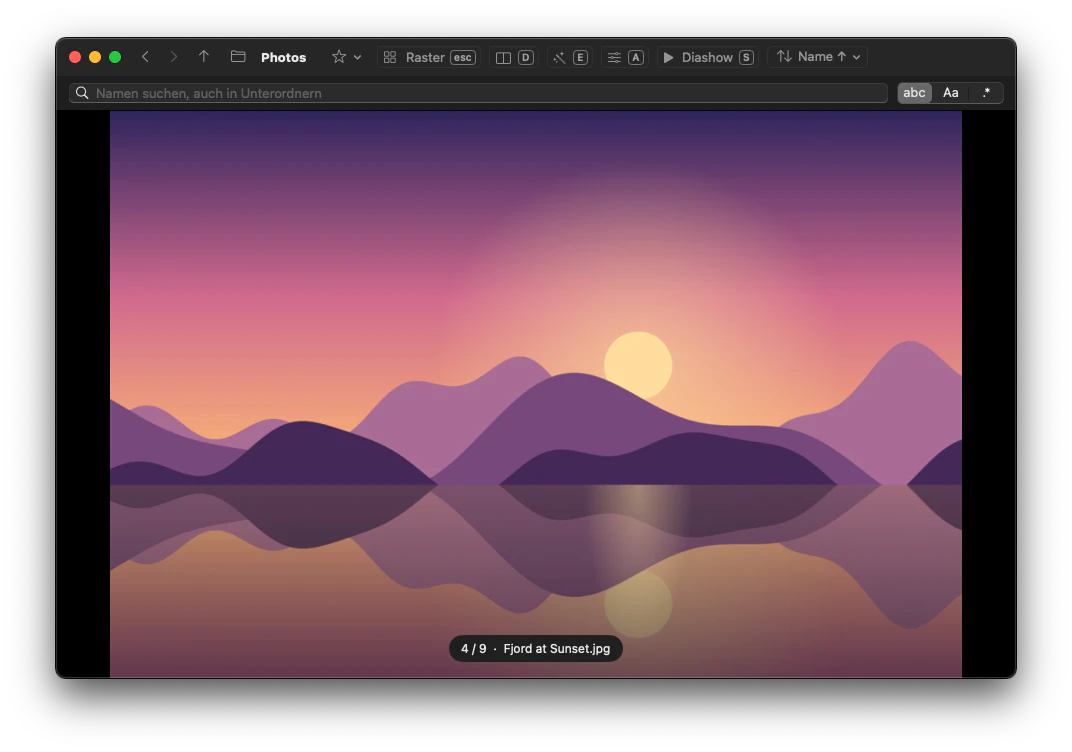 Photos
Raster esc
D
E
A
Diashow S
Name
Namen suchen, auch in Unterordnern
abc
Aa
.*
4 / 9 · Fjord at Sunset.jpg